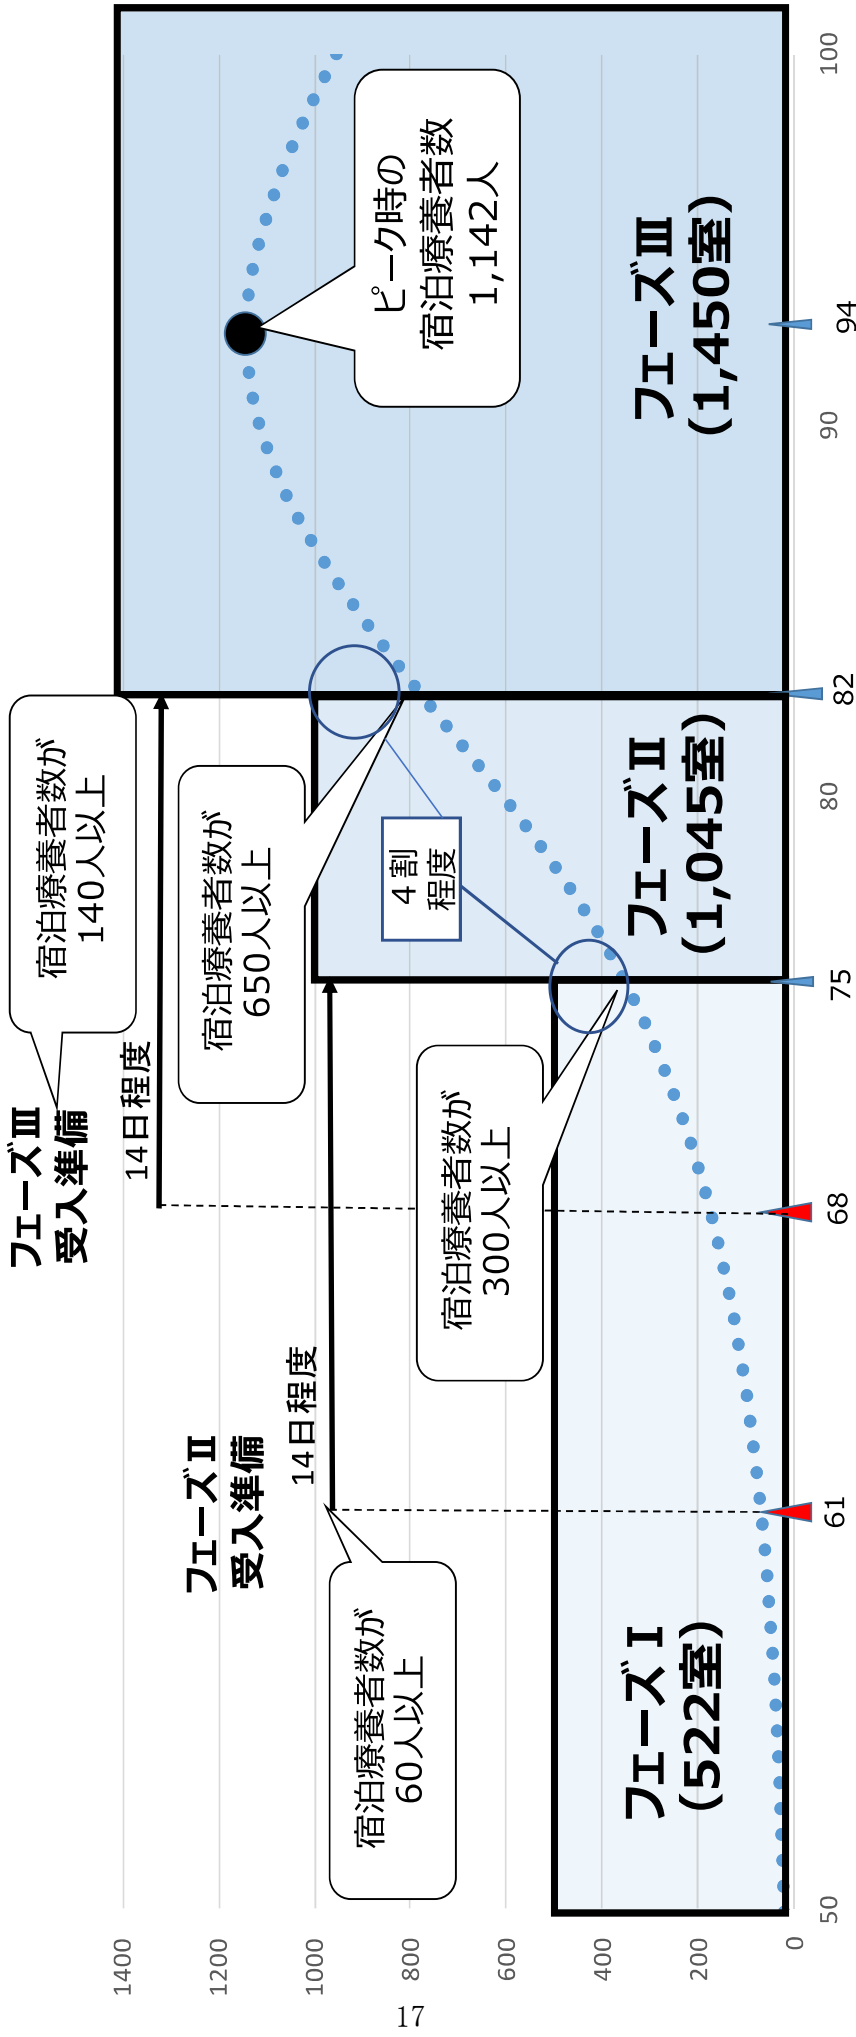 フェーズⅢ
受入準備
宿泊療養者数が
140人以上
14日程度
フェーズⅡ
受入準備
宿泊療養者数が
650人以上
14日程度
宿泊療養者数が
60人以上
宿泊療養者数が
300人以上
4割
程度
ピーク時の
宿泊療養者数
1,142人
フェーズⅠ
(522室)
フェーズⅡ
(1,045室)
フェーズⅢ
(1,450室)
1400
1200
1000
800
600
400
200
0
50
61
68
75
80
82
90
94
100
17